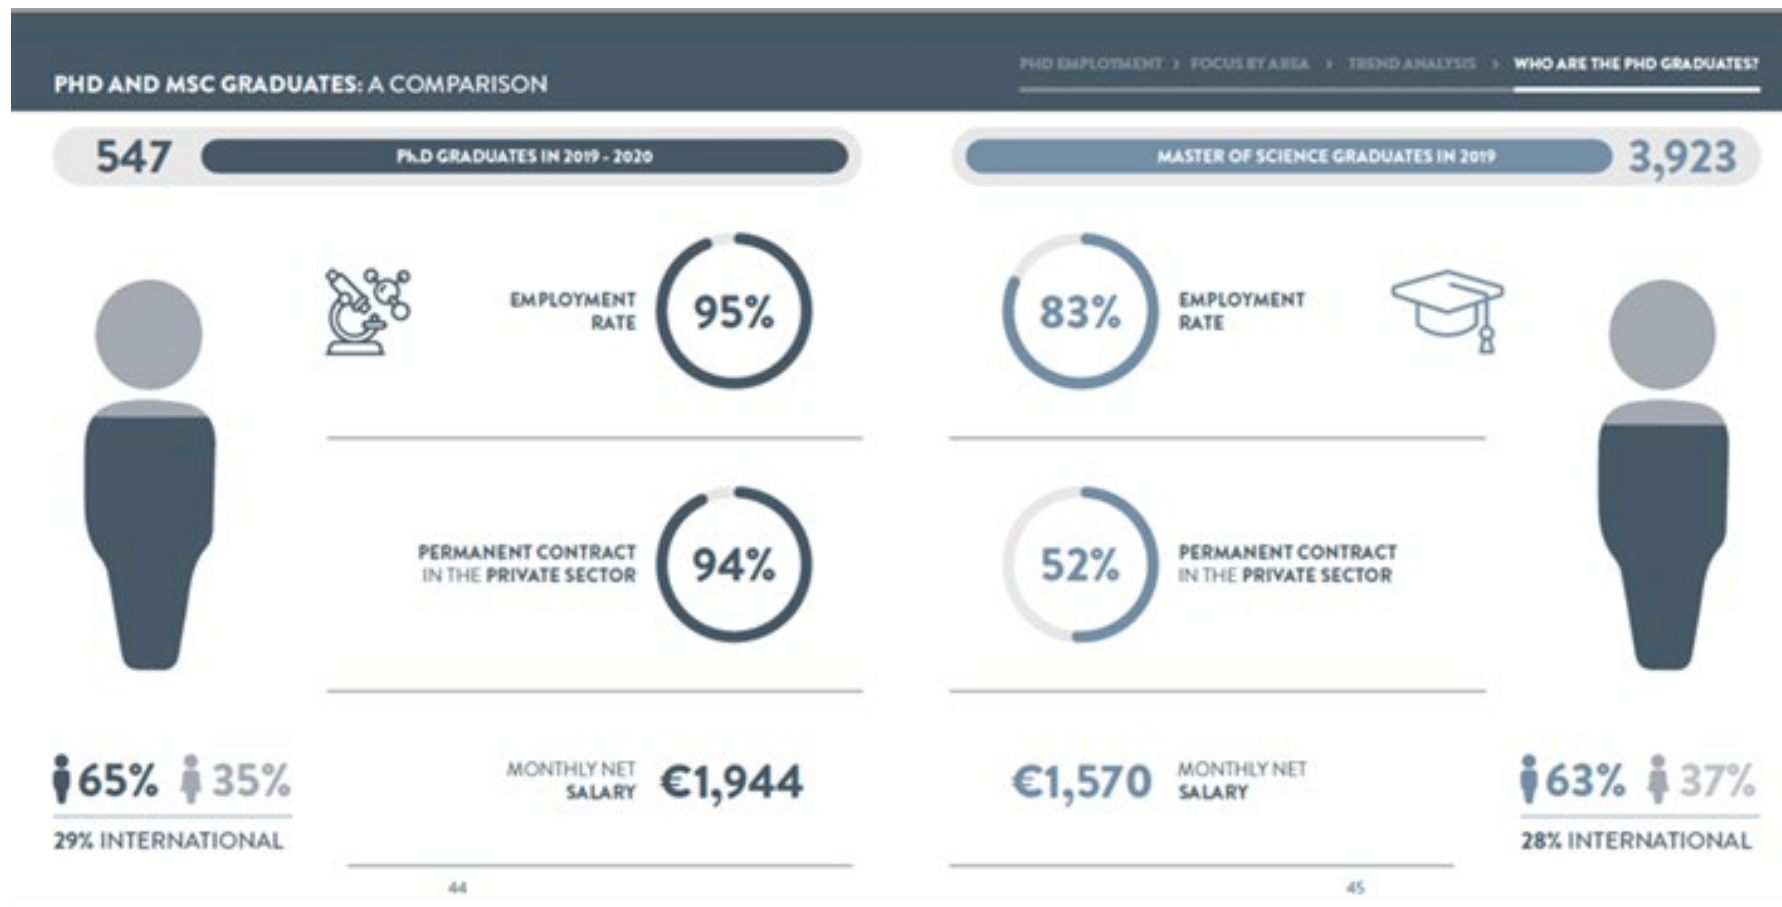 PHD AND MSC GRADUATES: A COMPARISON
PHD EMPLOYMENT > FOCUS BY AREA > TREND ANALYSIS > WHO ARE THE PHD GRADUATES?
547
Ph.D GRADUATES IN 2019 - 2020
MASTER OF SCIENCE GRADUATES IN 2019
3,923
EMPLOYMENT
RATE
95%
83%
EMPLOYMENT
RATE
PERMANENT CONTRACT
IN THE PRIVATE SECTOR
94%
52%
PERMANENT CONTRACT
IN THE PRIVATE SECTOR
65% 35%
29% INTERNATIONAL
MONTHLY NET
SALARY
€1,944
€1,570
MONTHLY NET
SALARY
63% 37%
28% INTERNATIONAL
44
45